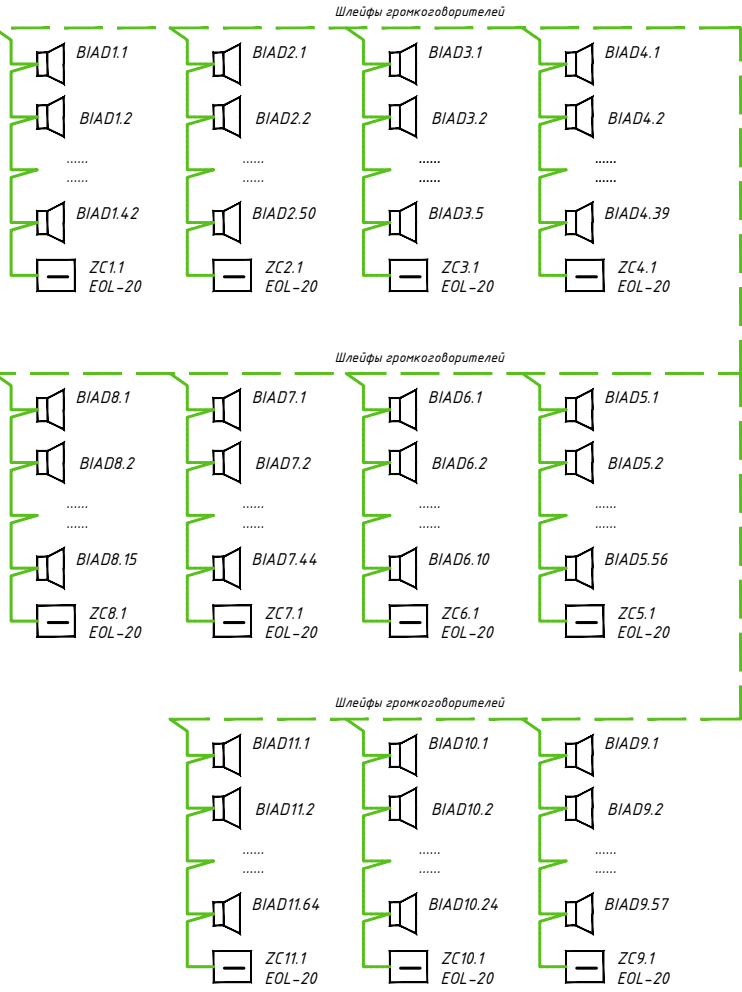 Шлейфы громкоговорителей
BIAD1.1 BIAD2.1 BIAD3.1 BIAD4.1
BIAD1.2 BIAD2.2 BIAD3.2 BIAD4.2
...... ...... ...... ......
...... ...... ...... ......
BIAD1.42 BIAD2.50 BIAD3.5 BIAD4.39
ZC1.1 ZC2.1 ZC3.1 ZC4.1
EOL-20 EOL-20 EOL-20 EOL-20
Шлейфы громкоговорителей
BIAD8.1 BIAD7.1 BIAD6.1 BIAD5.1
BIAD8.2 BIAD7.2 BIAD6.2 BIAD5.2
...... ...... ...... ......
...... ...... ...... ......
BIAD8.15 BIAD7.44 BIAD6.10 BIAD5.56
ZC8.1 ZC7.1 ZC6.1 ZC5.1
EOL-20 EOL-20 EOL-20 EOL-20
Шлейфы громкоговорителей
BIAD11.1 BIAD10.1 BIAD9.1
BIAD11.2 BIAD10.2 BIAD9.2
...... ...... ......
...... ...... ......
BIAD11.64 BIAD10.24 BIAD9.57
ZC11.1 ZC10.1 ZC9.1
EOL-20 EOL-20 EOL-20